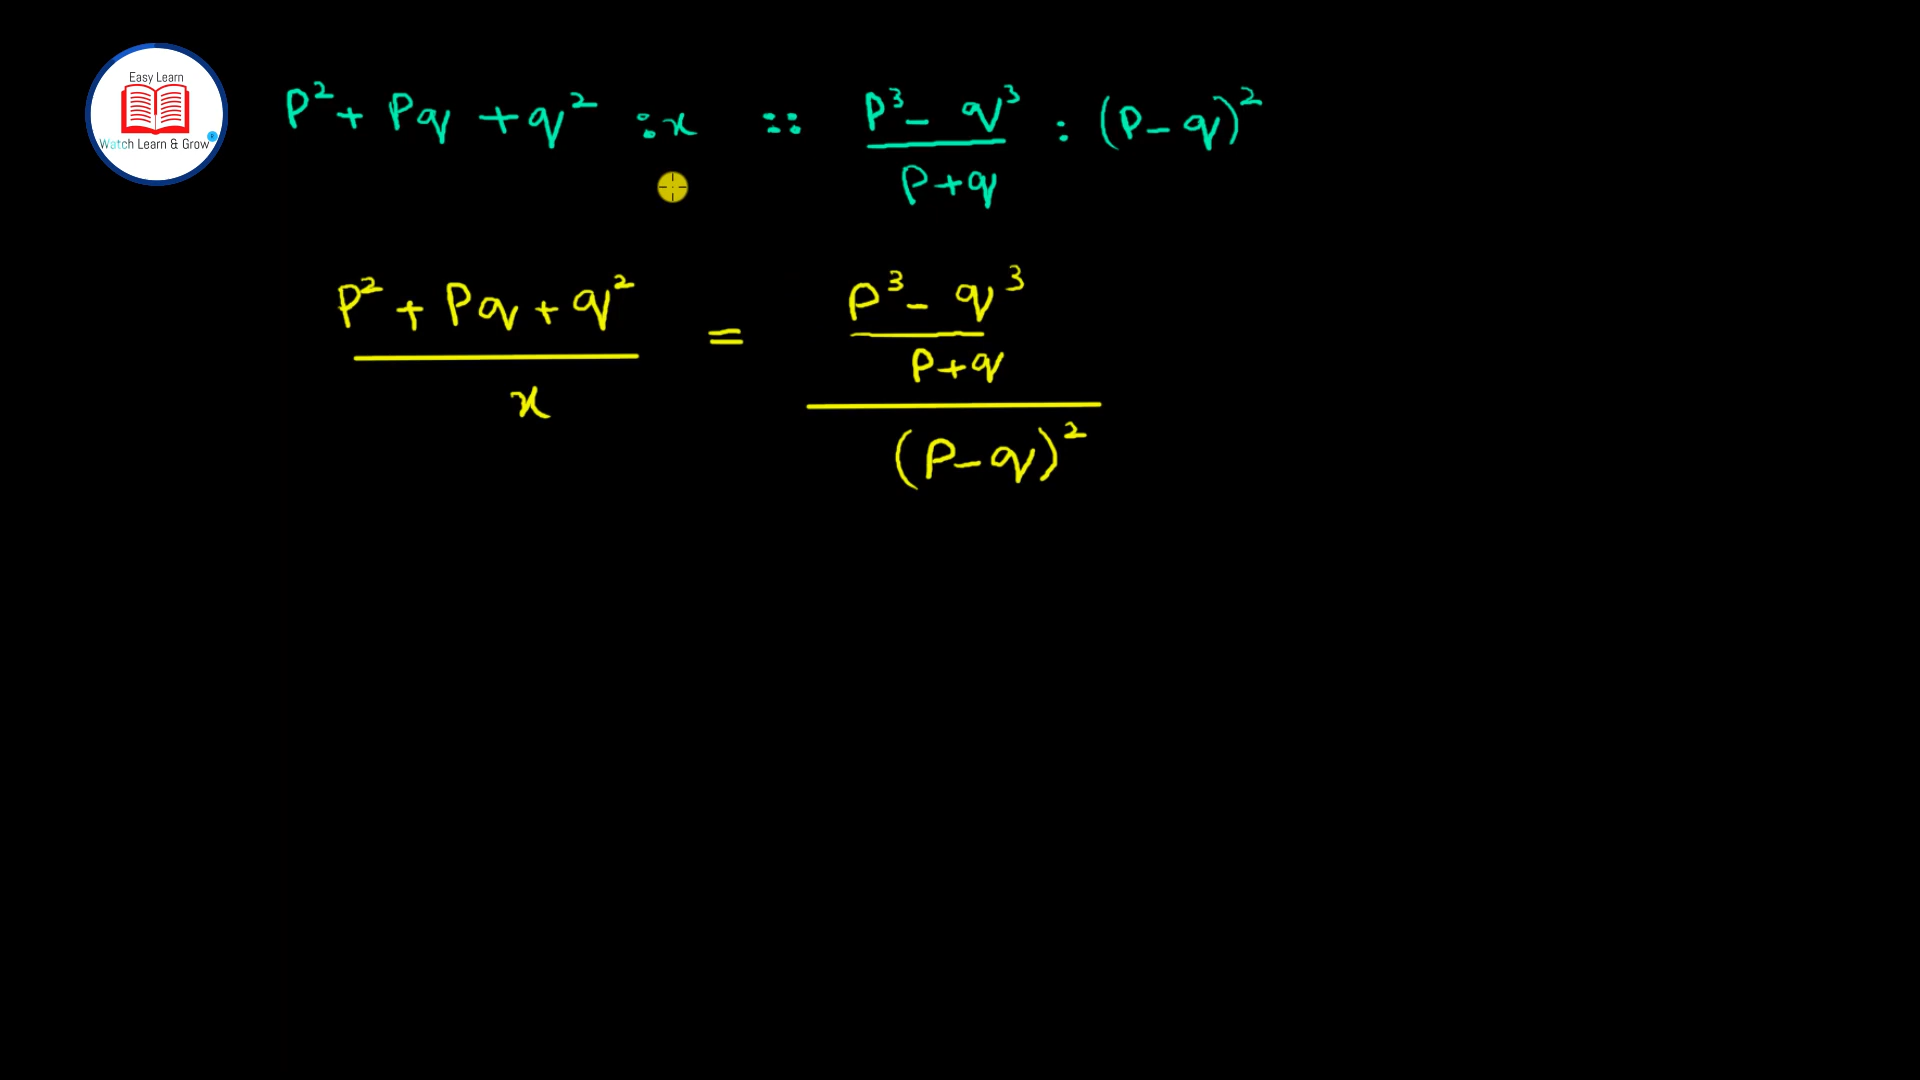 Easy Learn
Watch Learn & Grow
P² + Pq + q² : x :: (P³ - q³)/(P + q) : (P - q)²
(P² + Pq + q²)/x = ((P³ - q³)/(P + q))/(P - q)²